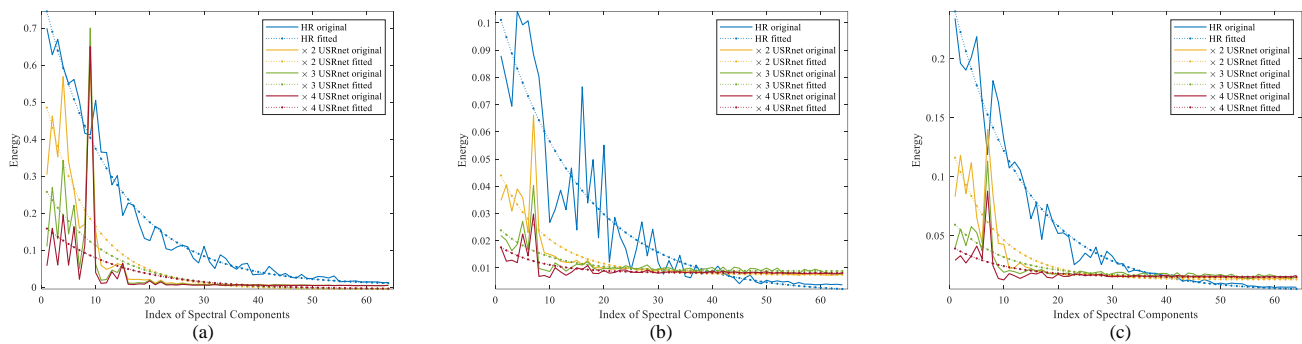 0.7
0.6
0.5
0.4
0.3
0.2
0.1
0
Energy
1
10
20
30
40
50
60
Index of Spectral Components
HR original
HR fitted
× 2 USRnet original
× 2 USRnet fitted
× 3 USRnet original
× 3 USRnet fitted
× 4 USRnet original
× 4 USRnet fitted
(a)
0.1
0.09
0.08
0.07
0.06
0.05
0.04
0.03
0.02
0.01
Energy
0
10
20
30
40
50
60
Index of Spectral Components
HR original
HR fitted
× 2 USRnet original
× 2 USRnet fitted
× 3 USRnet original
× 3 USRnet fitted
× 4 USRnet original
× 4 USRnet fitted
(b)
0.2
0.15
0.1
0.05
Energy
0
10
20
30
40
50
60
Index of Spectral Components
HR original
HR fitted
× 2 USRnet original
× 2 USRnet fitted
× 3 USRnet original
× 3 USRnet fitted
× 4 USRnet original
× 4 USRnet fitted
(c)